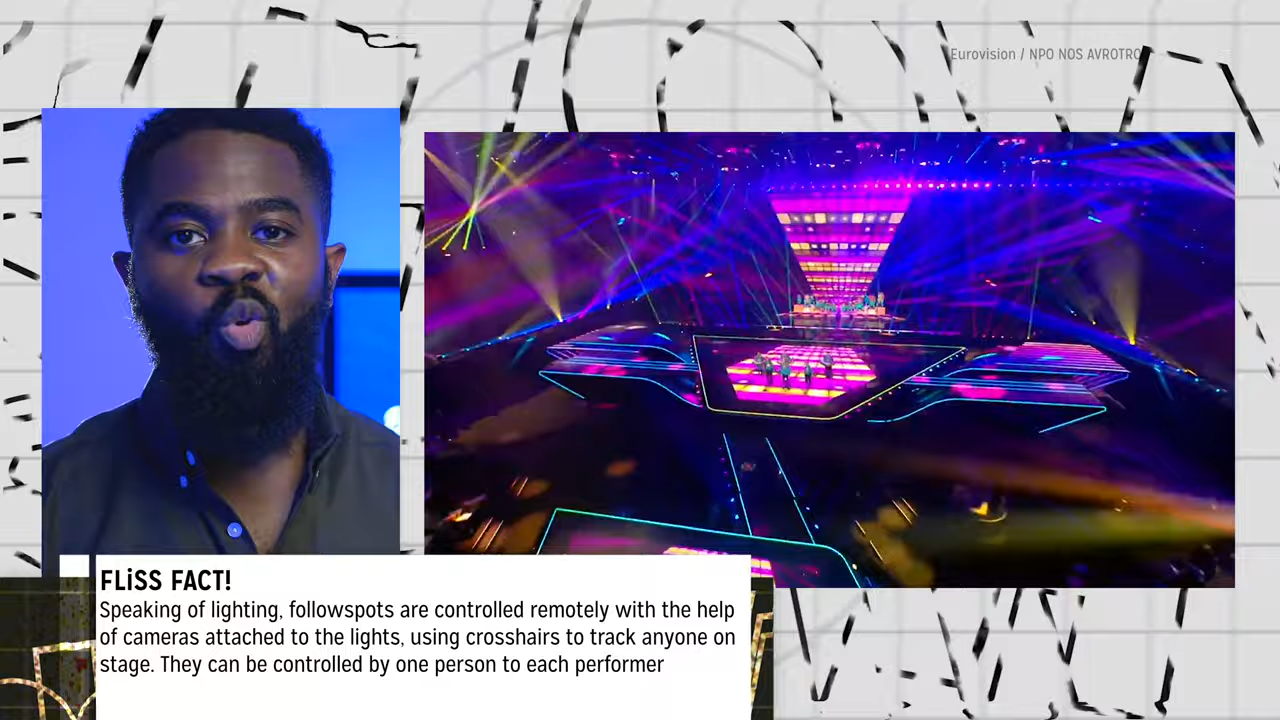 Eurovision / NPO NOS AVROTRO
FLiSS FACT!
Speaking of lighting, followspots are controlled remotely with the help
of cameras attached to the lights, using crosshairs to track anyone on
stage. They can be controlled by one person to each performer